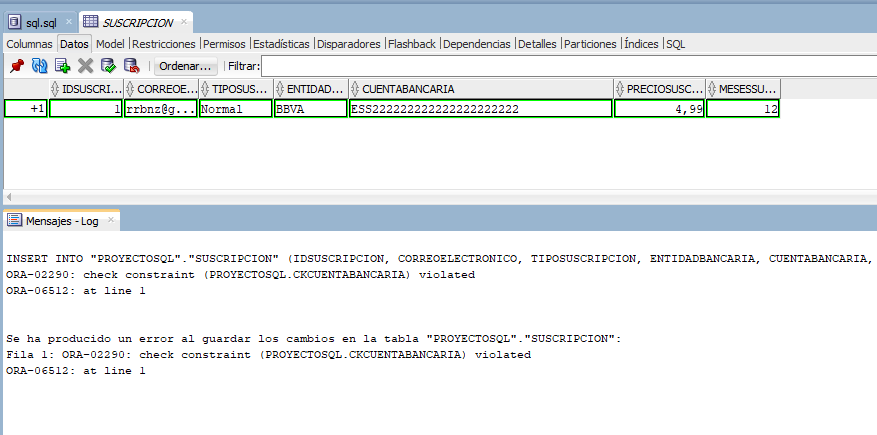 sql.sql SUSCRIPCION
Columnas Datos Model Restricciones Permisos Estadísticas Disparadores Flashback Dependencias Detalles Particiones Índices SQL
Ordenar... Filtrar:
IDSUSCRI... CORREOE... TIPOSUS... ENTIDAD... CUENTABANCARIA PRECIOSUSC... MESESSU...
+1 1 rrbnz@g... Normal BBVA ESS2222222222222222222222 4,99 12
Mensajes - Log
INSERT INTO "PROYECTOSQL"."SUSCRIPCION" (IDSUSCRIPCION, CORREOELECTRONICO, TIPOSUSCRIPCION, ENTIDADBANCARIA, CUENTABANCARIA,
ORA-02290: check constraint (PROYECTOSQL.CKCUENTABANCARIA) violated
ORA-06512: at line 1
Se ha producido un error al guardar los cambios en la tabla "PROYECTOSQL"."SUSCRIPCION":
Fila 1: ORA-02290: check constraint (PROYECTOSQL.CKCUENTABANCARIA) violated
ORA-06512: at line 1